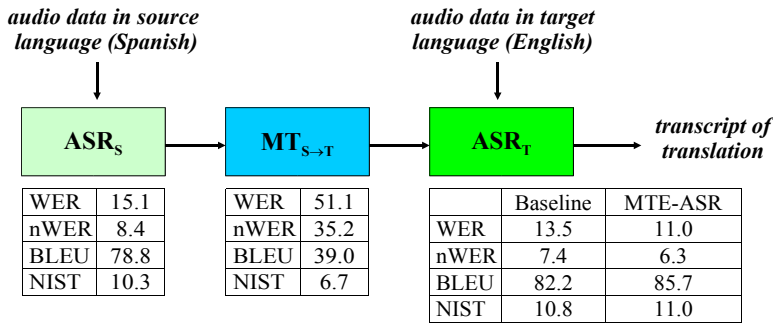 audio data in source
language (Spanish)
audio data in target
language (English)
ASR_S
MT_S→T
ASR_T
transcript of
translation
WER 15.1
nWER 8.4
BLEU 78.8
NIST 10.3
WER 51.1
nWER 35.2
BLEU 39.0
NIST 6.7
Baseline MTE-ASR
WER 13.5 11.0
nWER 7.4 6.3
BLEU 82.2 85.7
NIST 10.8 11.0